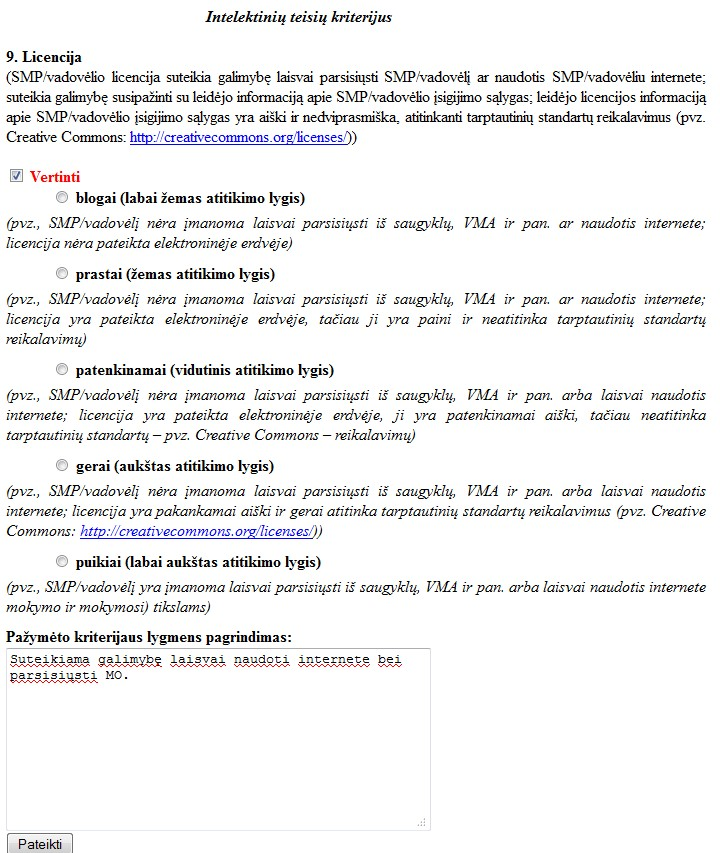 Intelektinių teisių kriterijus
9. Licencija
(SMP/vadovėlio licencija suteikia galimybę laisvai parsisiųsti SMP/vadovėlį ar naudotis SMP/vadovėliu internete;
suteikia galimybę susipažinti su leidėjo informaciją apie SMP/vadovėlio įsigijimo sąlygas; leidėjo licencijos informaciją
apie SMP/vadovėlio įsigijimo sąlygas yra aiški ir nedviprasmiška, atitinkanti tarptautinių standartų reikalavimus (pvz.
Creative Commons: http://creativecommons.org/licenses/))
Vertinti
blogai (labai žemas atitikimo lygis)
(pvz., SMP/vadovėlį nėra įmanoma laisvai parsisiųsti iš saugyklų, VMA ir pan. ar naudotis internete;
licencija nėra pateikta elektroninėje erdvėje)
prastai (žemas atitikimo lygis)
(pvz., SMP/vadovėlį nėra įmanoma laisvai parsisiųsti iš saugyklų, VMA ir pan. ar naudotis internete;
licencija yra pateikta elektroninėje erdvėje, tačiau ji yra paini ir neatitinka tarptautinių standartų
reikalavimų)
patenkinamai (vidutinis atitikimo lygis)
(pvz., SMP/vadovėlį nėra įmanoma laisvai parsisiųsti iš saugyklų, VMA ir pan. arba laisvai naudotis
internete; licencija yra pateikta elektroninėje erdvėje, ji yra patenkinamai aiški, tačiau neatitinka
tarptautinių standartų – pvz. Creative Commons – reikalavimų)
gerai (aukštas atitikimo lygis)
(pvz., SMP/vadovėlį nėra įmanoma laisvai parsisiųsti iš saugyklų, VMA ir pan. arba laisvai naudotis
internete; licencija yra pakankamai aiški ir gerai atitinka tarptautinių standartų reikalavimus (pvz. Creative
Commons: http://creativecommons.org/licenses/))
puikiai (labai aukštas atitikimo lygis)
(pvz., SMP/vadovėlį yra įmanoma laisvai parsisiųsti iš saugyklų, VMA ir pan. arba laisvai naudotis internete
mokymo ir mokymosi) tikslams)
Pažymėto kriterijaus lygmens pagrindimas:
Suteikiama galimybę laisvai naudoti internete bei
parsisiųsti MO.
Pateikti